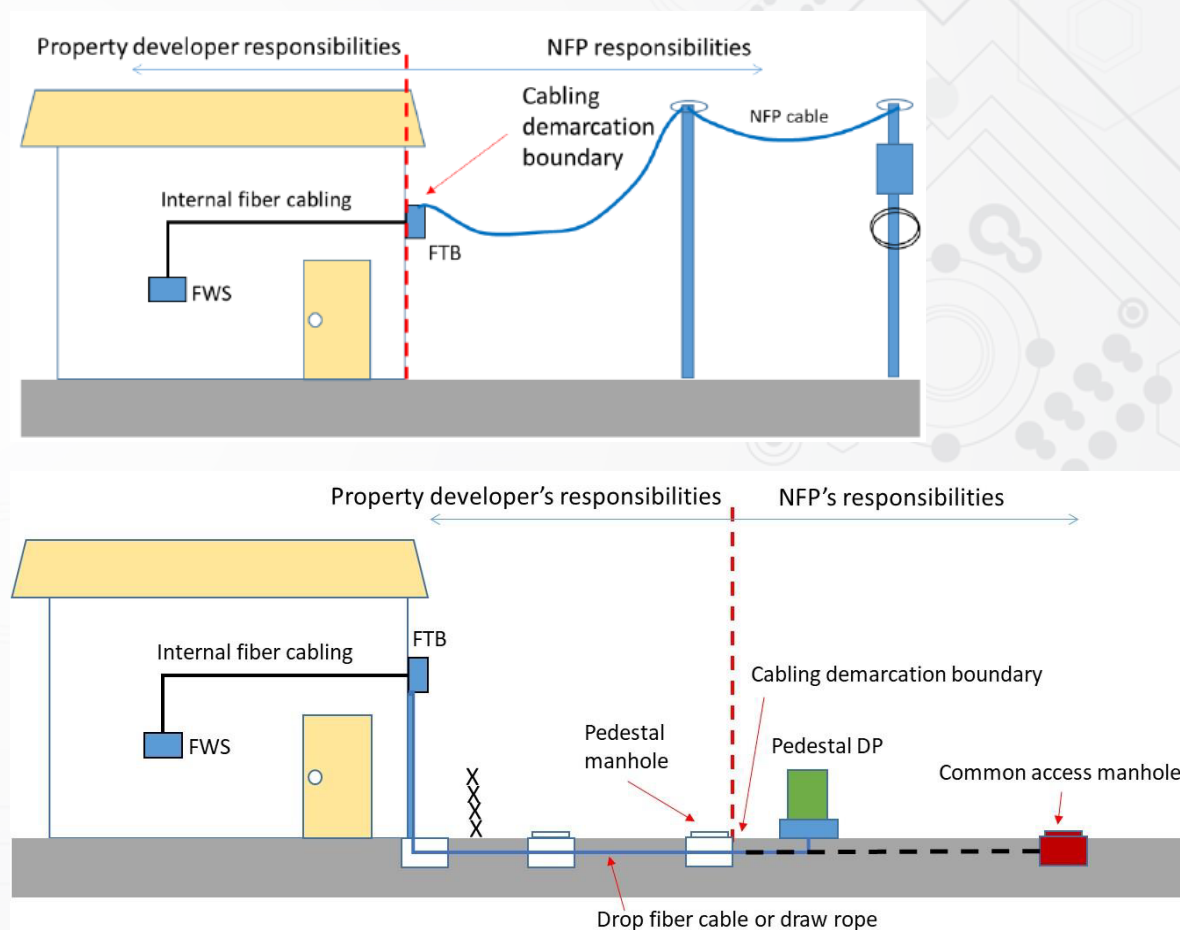 Property developer responsibilities
NFP responsibilities
Cabling
demarcation
boundary
NFP cable
Internal fiber cabling
FTB
FWS
Property developer's responsibilities
NFP's responsibilities
FTB
Internal fiber cabling
Cabling demarcation boundary
FWS
Pedestal
manhole
Pedestal DP
Common access manhole
X
X
X
X
Drop fiber cable or draw rope